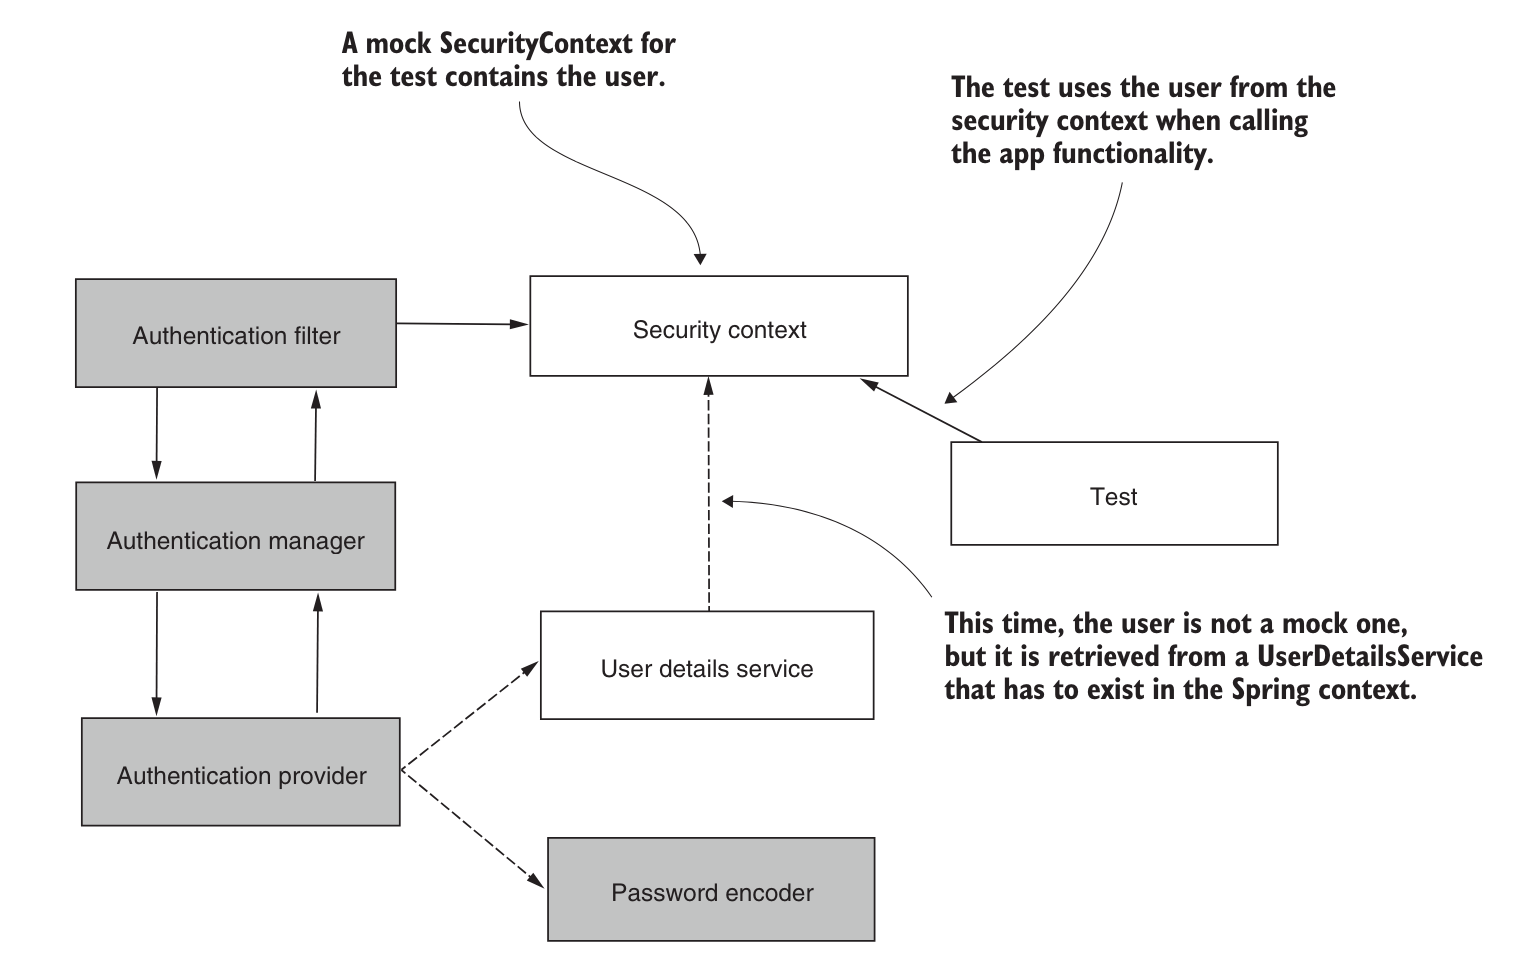 A mock SecurityContext for
the test contains the user.
The test uses the user from the
security context when calling
the app functionality.
Authentication filter
Security context
Test
Authentication manager
This time, the user is not a mock one,
but it is retrieved from a UserDetailsService
that has to exist in the Spring context.
User details service
Authentication provider
Password encoder